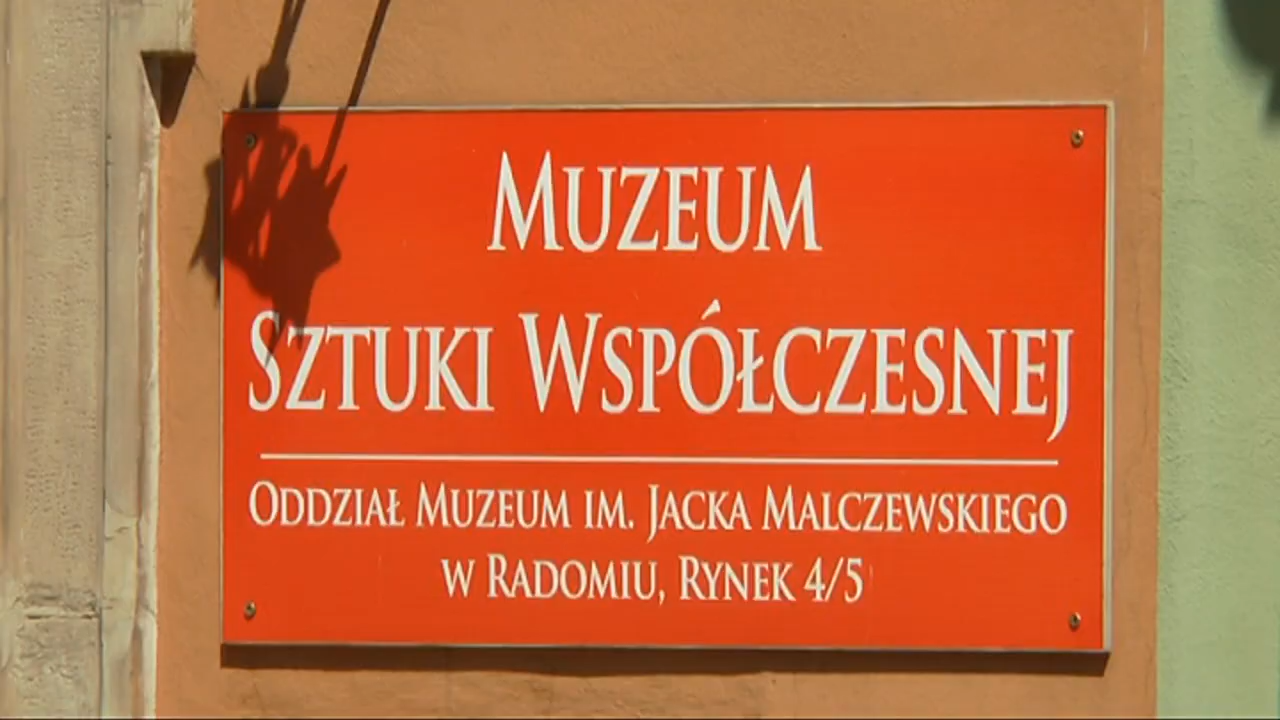 Muzeum
Sztuki Współczesnej
Oddział Muzeum im. Jacka Malczewskiego
w Radomiu, Rynek 4/5